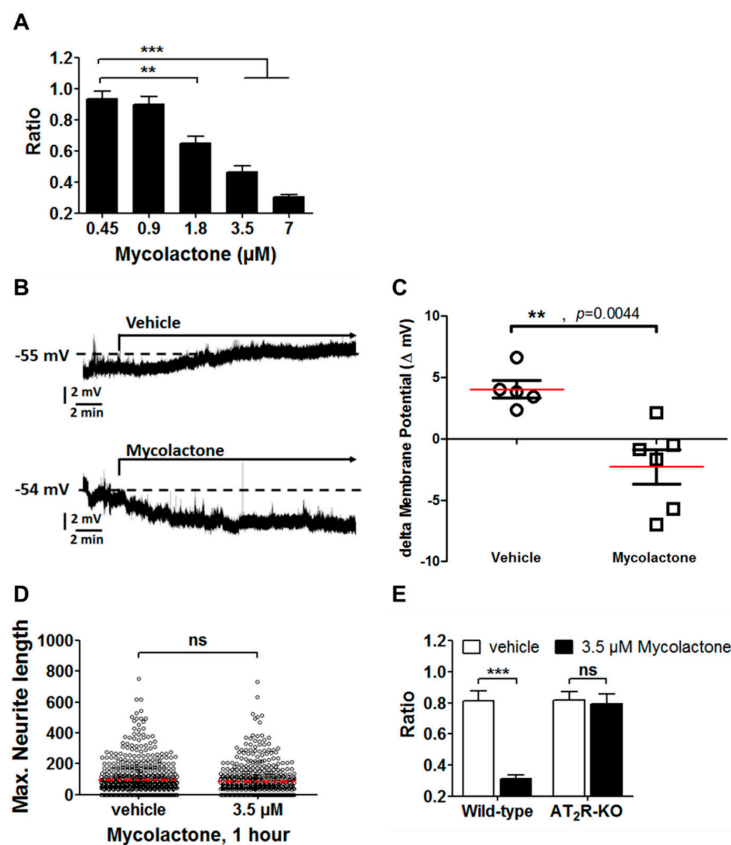 A
***
**
1.2
1.0
0.8
0.6
0.4
0.2
Ratio
0.45 0.9 1.8 3.5 7
Mycolactone (μM)
B
Vehicle
-55 mV
2 mV
2 min
Mycolactone
-54 mV
2 mV
2 min
C
**, p=0.0044
10
5
0
-5
-10
delta Membrane Potential (Δ mV)
Vehicle Mycolactone
D
ns
1000
800
600
400
200
0
Max. Neurite length
vehicle 3.5 μM
Mycolactone, 1 hour
E
vehicle 3.5 μM Mycolactone
*** ns
1.2
1.0
0.8
0.6
0.4
0.2
Ratio
Wild-type AT₂R-KO